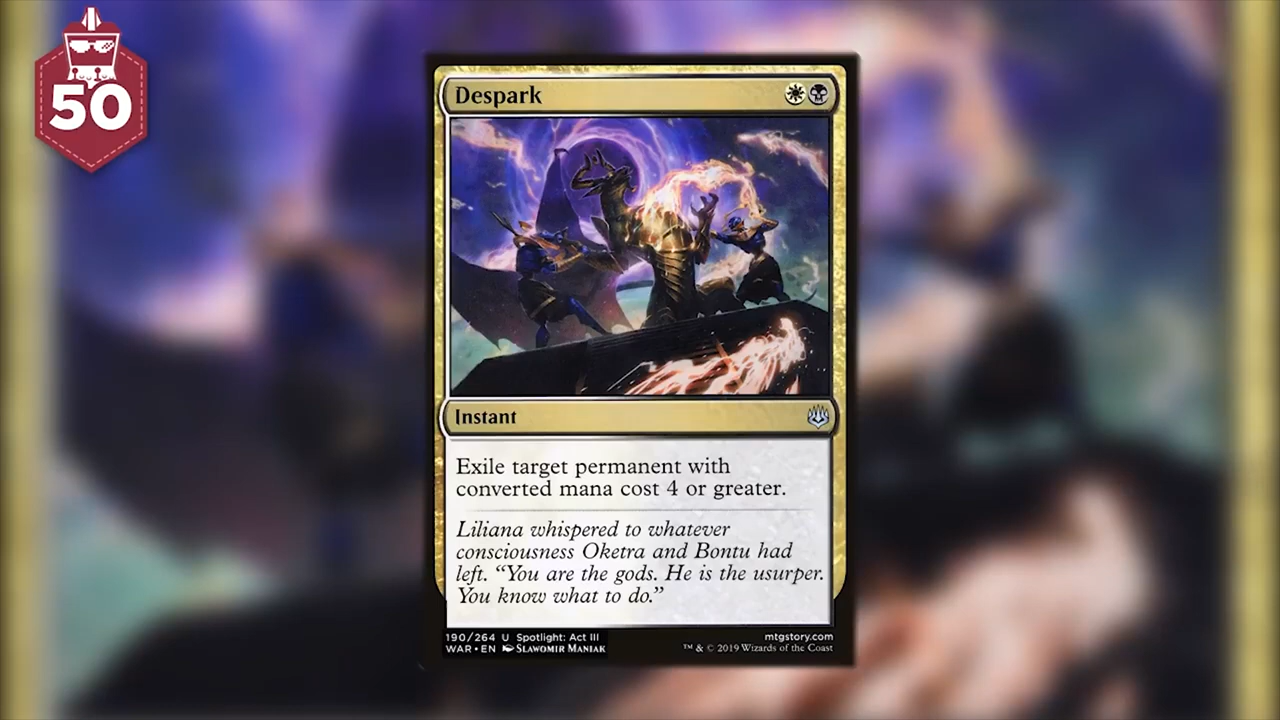 50
Despark
Instant
Exile target permanent with
converted mana cost 4 or greater.
Liliana whispered to whatever
consciousness Oketra and Bontu had
left. “You are the gods. He is the usurper.
You know what to do.”
190/264 U Spotlight: Act III
WAR • EN Slawomir Maniak
mtgstory.com
™ & © 2019 Wizards of the Coast